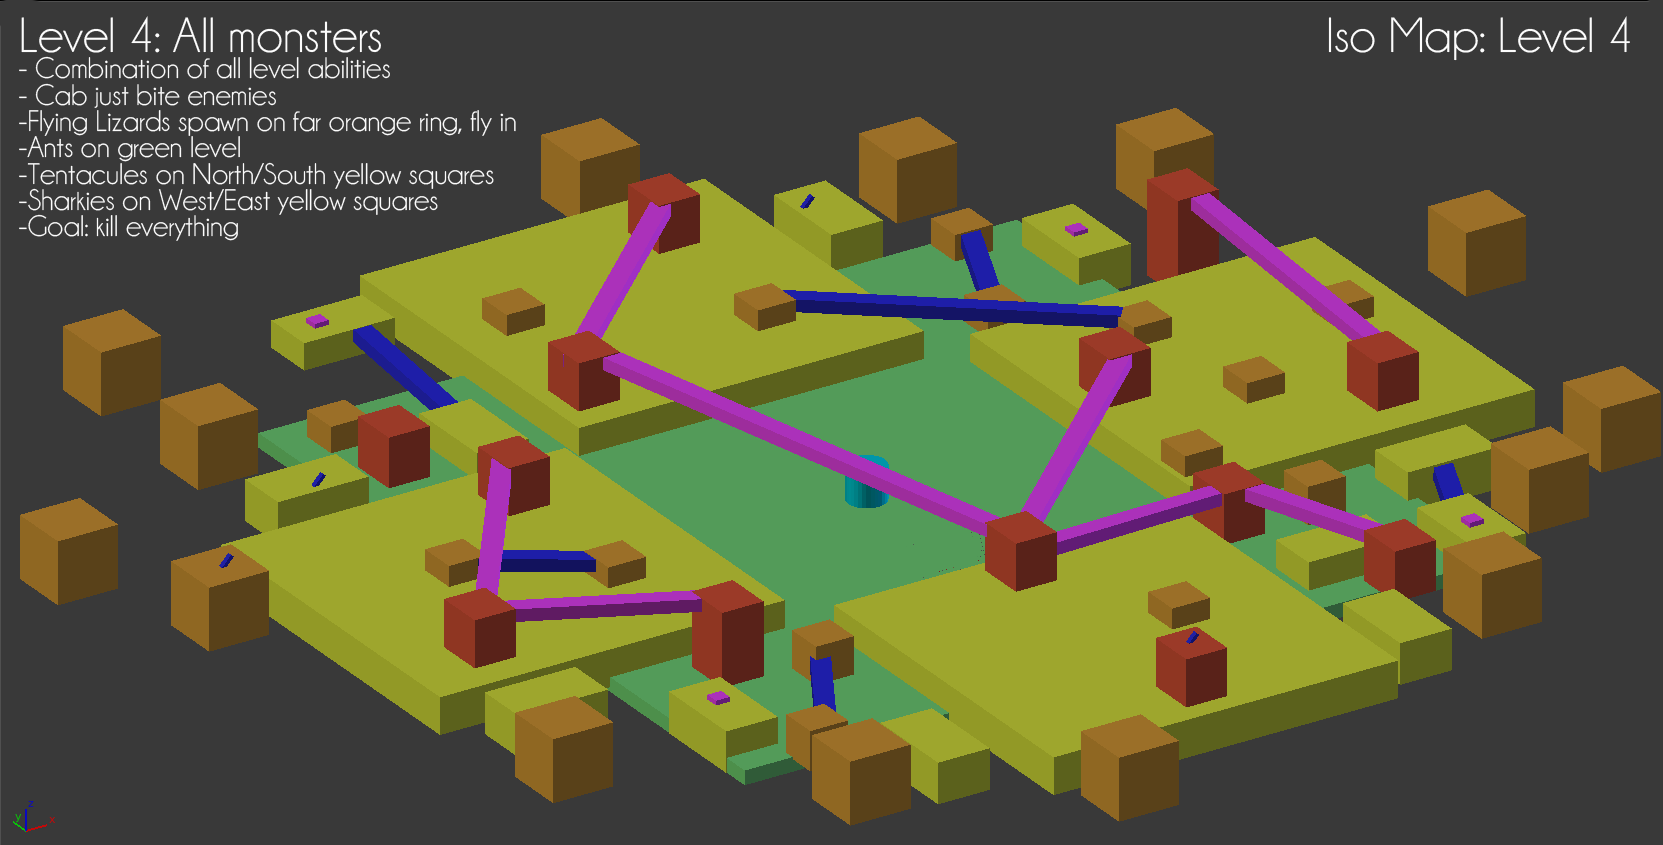 Level 4: All monsters
Iso Map: Level 4
- Combination of all level abilities
- Cab just bite enemies
-Flying Lizards spawn on far orange ring, fly in
-Ants on green level
-Tentacules on North/South yellow squares
-Sharkies on West/East yellow squares
-Goal: kill everything
z
y
x